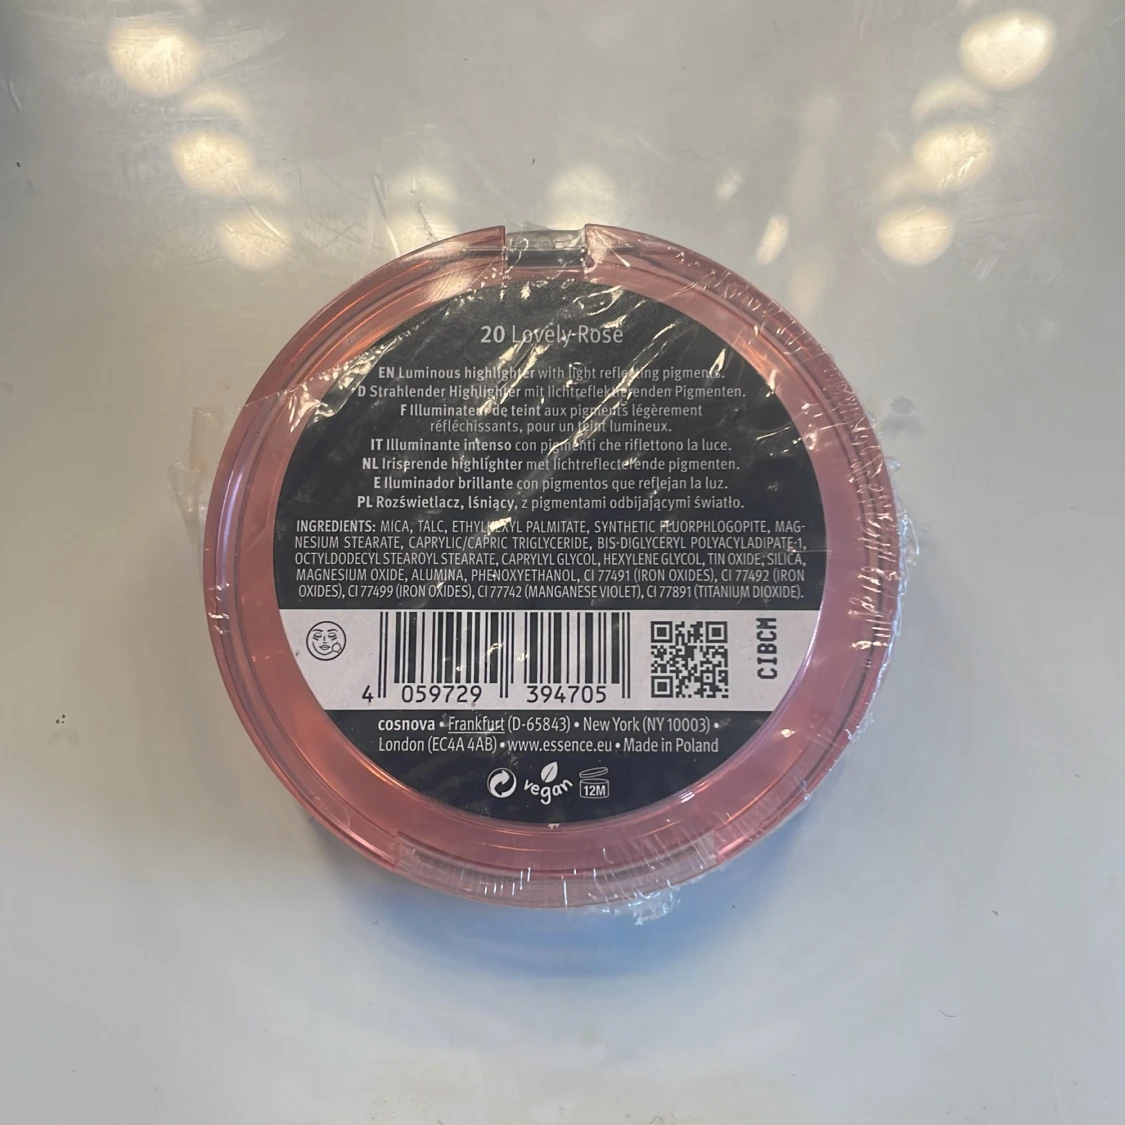 20 Lovely Rose
EN Luminous highlighter with light reflecting pigments.
D Strahlender Highlighter mit lichtreflektierenden Pigmenten.
F Illuminateur de teint aux pigments légèrement
réfléchissants, pour un teint lumineux.
IT Illuminante intenso con pigmenti che riflettono la luce.
NL Iriserende highlighter met lichtreflecterende pigmenten.
E Iluminador brillante con pigmentos que reflejan la luz.
PL Rozświetlacz, lśniący, z pigmentami odbijającymi światło.
INGREDIENTS: MICA, TALC, ETHYLHEXYL PALMITATE, SYNTHETIC FLUORPHLOGOPITE, MAG-
NESIUM STEARATE, CAPRYLIC/CAPRIC TRIGLYCERIDE, BIS-DIGLYCERYL POLYACYLADIPATE-1,
OCTYLDODECYL STEAROYL STEARATE, CAPRYLYL GLYCOL, HEXYLENE GLYCOL, TIN OXIDE, SILICA,
MAGNESIUM OXIDE, ALUMINA, PHENOXYETHANOL, CI 77491 (IRON OXIDES), CI 77492 (IRON
OXIDES), CI 77499 (IRON OXIDES), CI 77742 (MANGANESE VIOLET), CI 77891 (TITANIUM DIOXIDE).
4 059729 394705
CIBCM
cosnova • Frankfurt (D-65843) • New York (NY 10003) •
London (EC4A 4AB) • www.essence.eu • Made in Poland
vegan 12M